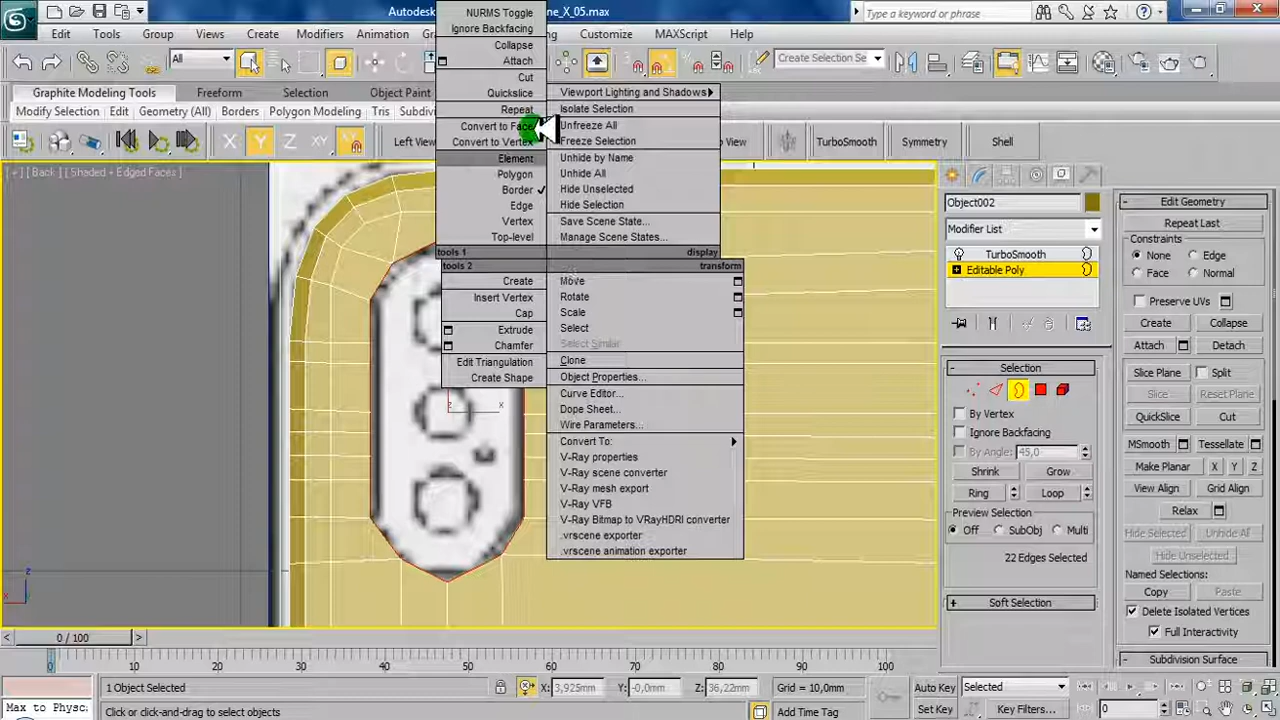 Autodes
ne_X_05.max
Type a keyword or phrase
Edit
Tools
Group
Views
Create
Modifiers
Animation
Customize
MAXScript
Help
All
Create Selection Se
Graphite Modeling Tools
Freeform
Object Paint
Modify Selection
Edit
Geometry (All)
Borders
Polygon Modeling
X
Y
Z
Left View
View
TurboSmooth
Symmetry
Shell
[ + ] [ Back ] [ Shaded + Edged Faces ]
NURMS Toggle
Ignore Backfacing
Collapse
Attach
Cut
Quickslice
Repeat
Convert to Face
Convert to Vertex
Element
Polygon
Border
Edge
Vertex
Top-level
tools 1
tools 2
Create
Insert Vertex
Cap
Extrude
Chamfer
Edit Triangulation
Create Shape
Viewport Lighting and Shadows
Isolate Selection
Unfreeze All
Freeze Selection
Unhide by Name
Unhide All
Hide Unselected
Hide Selection
Save Scene State...
Manage Scene States...
display
transform
Move
Rotate
Scale
Select
Select Similar
Clone
Object Properties...
Curve Editor...
Dope Sheet...
Wire Parameters...
Convert To:
V-Ray properties
V-Ray scene converter
V-Ray mesh export
V-Ray VFB
V-Ray Bitmap to VRayHDRI converter
.vrscene exporter
.vrscene animation exporter
z
x
z
x
Object002
Modifier List
TurboSmooth
Editable Poly
Selection
By Vertex
Ignore Backfacing
By Angle: 45,0
Shrink
Grow
Ring
Loop
Preview Selection
Off
SubObj
Multi
22 Edges Selected
Soft Selection
Edit Geometry
Repeat Last
Constraints
None
Edge
Face
Normal
Preserve UVs
Create
Collapse
Attach
Detach
Slice Plane
Split
Slice
Reset Plane
QuickSlice
Cut
MSmooth
Tessellate
Make Planar
X
Y
Z
View Align
Grid Align
Relax
Hide Selected
Unhide All
Hide Unselected
Named Selections:
Copy
Paste
Delete Isolated Vertices
Full Interactivity
Subdivision Surface
0 / 100
0
10
20
30
40
50
60
70
80
90
100
1 Object Selected
X: 3,925mm
Y: -0,0mm
Z: 36,22mm
Grid = 10,0mm
Auto Key
Selected
Max to Physc
Click or click-and-drag to select objects
Add Time Tag
Set Key
Key Filters...
0